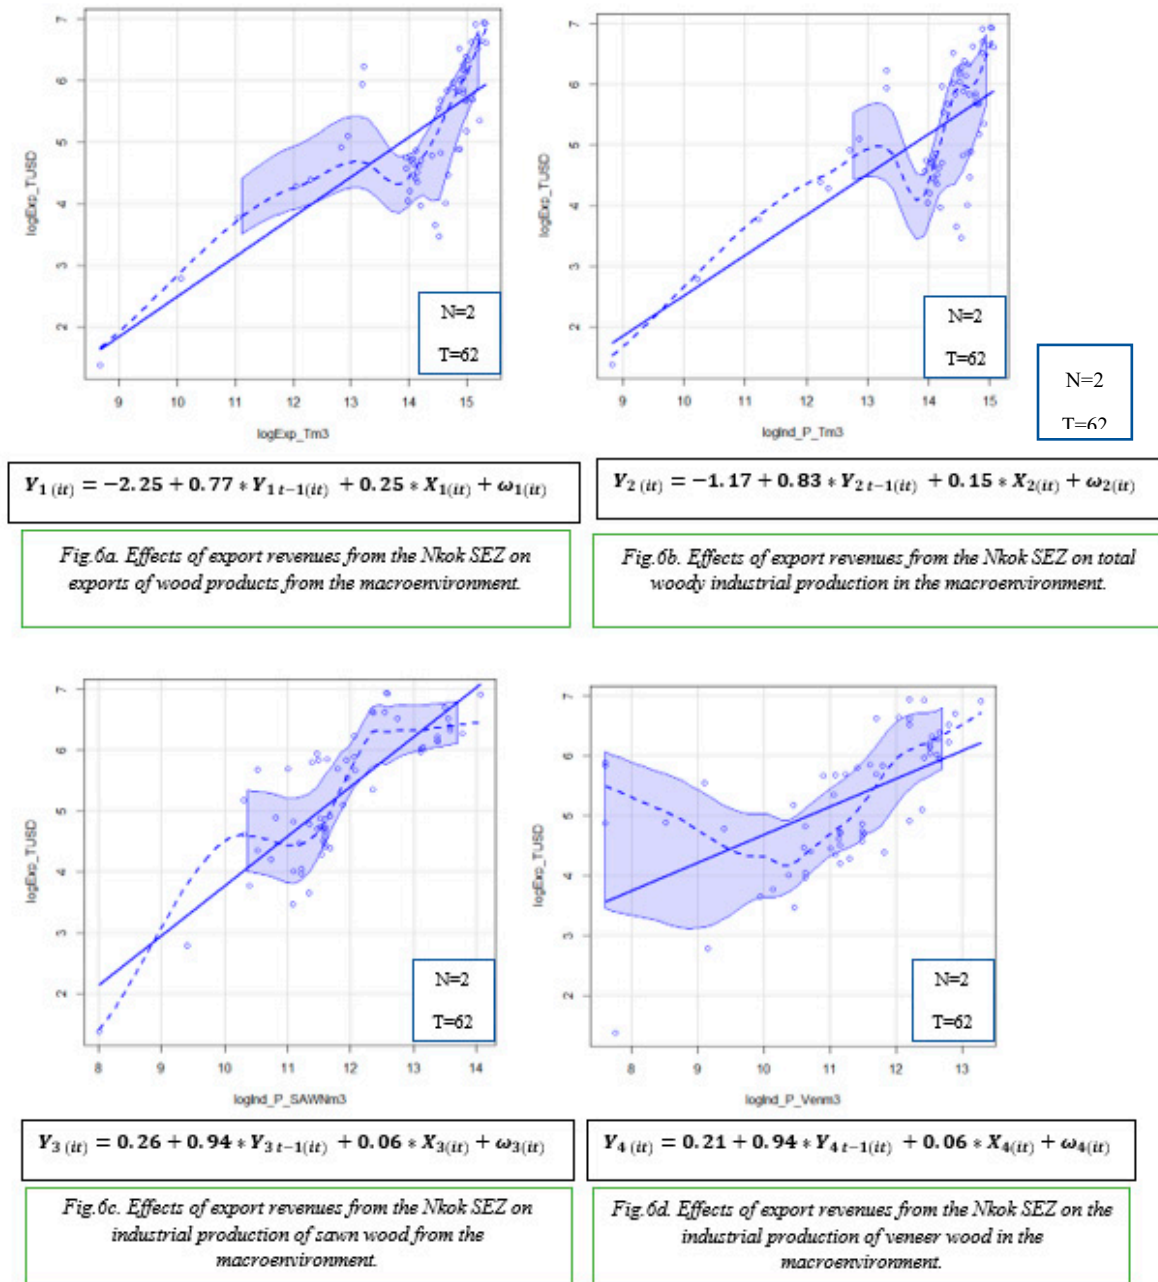 7
6
5
4
3
2
logExp_TUSD
N=2
T=62
9 10 11 12 13 14 15
logExp_Tm3
7
6
5
4
3
2
logExp_TUSD
N=2
T=62
9 10 11 12 13 14 15
logInd_P_Tm3
N=2
T=62
Y₁ (it) = −2.25 + 0.77 * Y₁ t−1(it) + 0.25 * X₁(it) + ω₁(it)
Y₂ (it) = −1.17 + 0.83 * Y₂ t−1(it) + 0.15 * X₂(it) + ω₂(it)
Fig.6a. Effects of export revenues from the Nkok SEZ on
exports of wood products from the macroenvironment.
Fig.6b. Effects of export revenues from the Nkok SEZ on total
woody industrial production in the macroenvironment.
7
6
5
4
3
2
logExp_TUSD
N=2
T=62
8 9 10 11 12 13 14
logInd_P_SAWNm3
7
6
5
4
3
2
logExp_TUSD
N=2
T=62
8 9 10 11 12 13
logInd_P_Venm3
Y₃ (it) = 0.26 + 0.94 * Y₃ t−1(it) + 0.06 * X₃(it) + ω₃(it)
Y₄ (it) = 0.21 + 0.94 * Y₄ t−1(it) + 0.06 * X₄(it) + ω₄(it)
Fig.6c. Effects of export revenues from the Nkok SEZ on
industrial production of sawn wood from the
macroenvironment.
Fig.6d. Effects of export revenues from the Nkok SEZ on the
industrial production of veneer wood in the
macroenvironment.